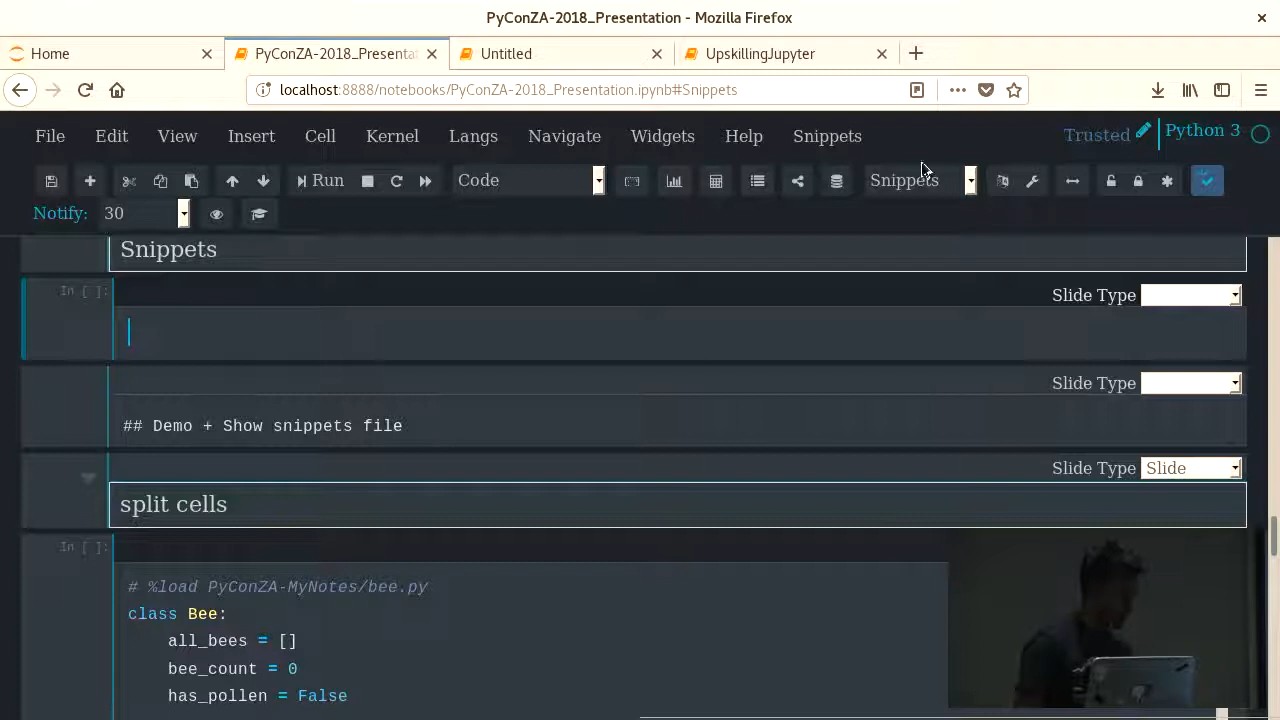 PyConZA-2018_Presentation - Mozilla Firefox
Home
PyConZA-2018_Presenta
Untitled
UpskillingJupyter
localhost:8888/notebooks/PyConZA-2018_Presentation.ipynb#Snippets
File Edit View Insert Cell Kernel Langs Navigate Widgets Help Snippets
Trusted Python 3
Run Code Snippets
Notify: 30
Snippets
In [ ]:
Slide Type
Slide Type
## Demo + Show snippets file
Slide Type Slide
split cells
In [ ]:
# %load PyConZA-MyNotes/bee.py
class Bee:
all_bees = []
bee_count = 0
has_pollen = False